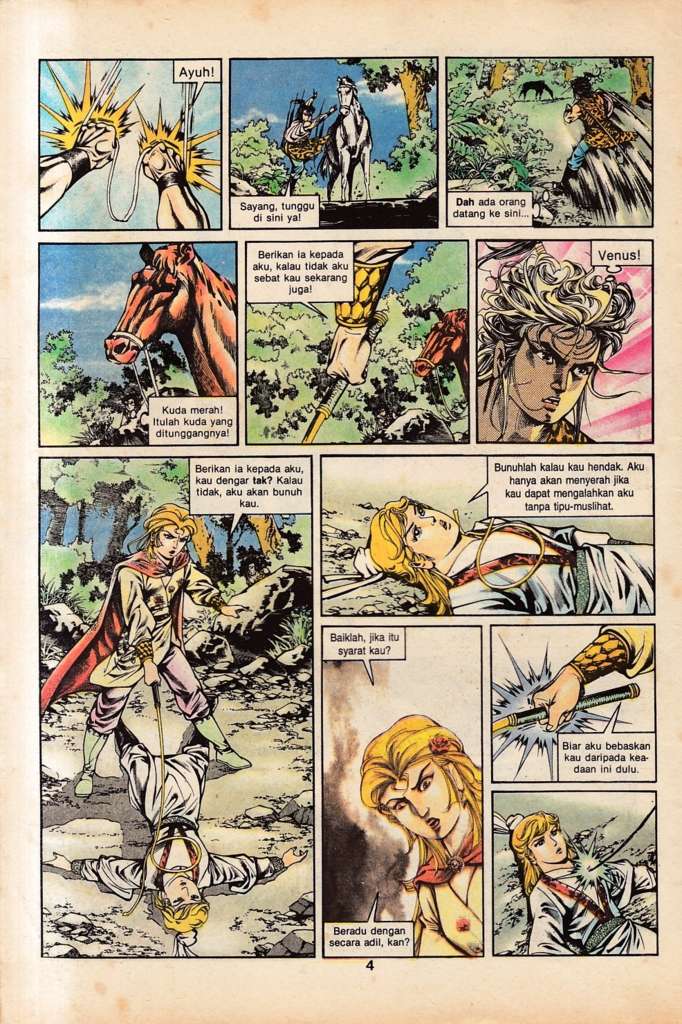 Ayuh!
Sayang, tunggu
di sini ya!
Dah ada orang
datang ke sini...
Kuda merah!
Itulah kuda yang
ditunggangnya!
Berikan ia kepada
aku, kalau tidak aku
sebat kau sekarang
juga!
Venus!
Berikan ia kepada aku,
kau dengar tak? Kalau
tidak, aku akan bunuh
kau.
Bunuhlah kalau kau hendak. Aku
hanya akan menyerah jika
kau dapat mengalahkan aku
tanpa tipu-muslihat.
Baiklah, jika itu
syarat kau?
Beradu dengan
secara adil, kan?
Biar aku bebaskan
kau daripada kea-
daan ini dulu.
4